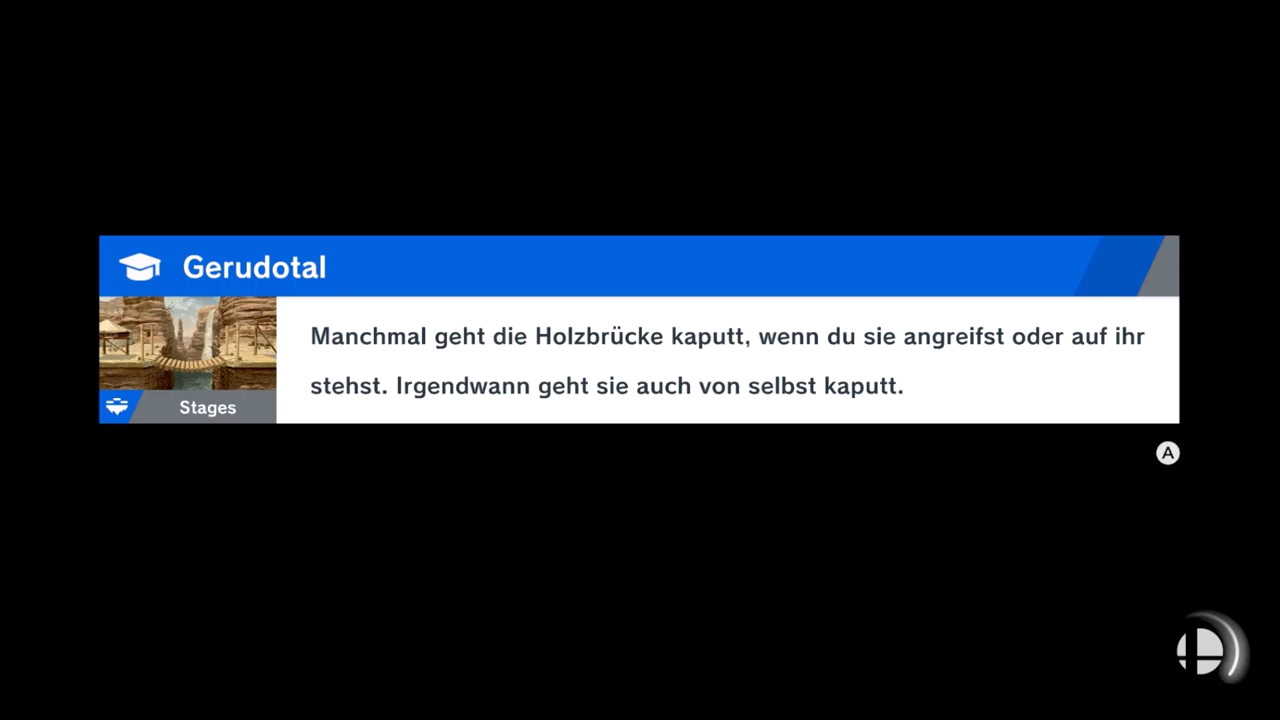 Gerudotal
Manchmal geht die Holzbrücke kaputt, wenn du sie angreifst oder auf ihr
stehst. Irgendwann geht sie auch von selbst kaputt.
Stages
A